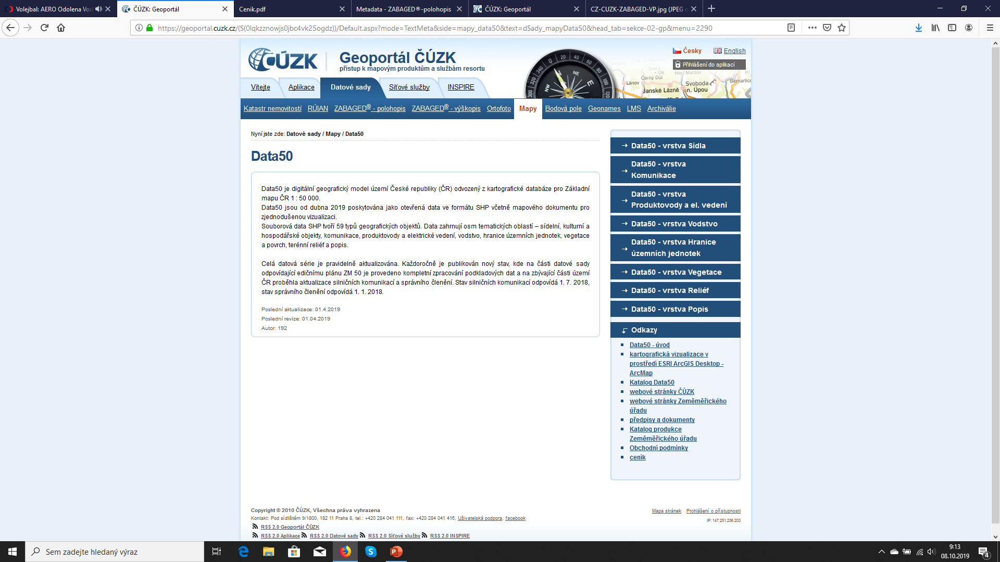 Volejbal: AERO Odolena Vod
ČÚZK: Geoportál
Cenik.pdf
Metadata - ZABAGED®-polohopis
ČÚZK: Geoportál
CZ-CUZK-ZABAGED-VP.jpg (JPEG o
https://geoportal.cuzk.cz/(S(0lqkzznowjs0jbc4vk25ogdz))/Default.aspx?mode=TextMeta&side=mapy_data50&text=dSady_mapyData50&head_tab=sekce-02-gp&menu=2290
ČÚZK
Geoportál ČÚZK
přístup k mapovým produktům a službám resortu
Česky English
Přihlášení do aplikací
Vítejte Aplikace Datové sady Síťové služby INSPIRE
Katastr nemovitostí RÚIAN ZABAGED® - polohopis ZABAGED® - výškopis Ortofoto Mapy Bodová pole Geonames LMS Archiválie
Lánov
Černý Důl
Svoboda
n. Úpou
Janské Lázně
Nyní jste zde: Datové sady / Mapy / Data50
Data50
Data50 je digitální geografický model území České republiky (ČR) odvozený z kartografické databáze pro Základní
mapu ČR 1 : 50 000.
Data50 jsou od dubna 2019 poskytována jako otevřená data ve formátu SHP včetně mapového dokumentu pro
zjednodušenou vizualizaci.
Souborová data SHP tvoří 59 typů geografických objektů. Data zahrnují osm tematických oblastí – sídelní, kulturní a
hospodářské objekty, komunikace, produktovody a elektrické vedení, vodstvo, hranice územních jednotek, vegetace
a povrch, terénní reliéf a popis.
Celá datová série je pravidelně aktualizována. Každoročně je publikován nový stav, kde na části datové sady
odpovídající edičnímu plánu ZM 50 je provedeno kompletní zpracování podkladových dat a na zbývající části území
ČR proběhla aktualizace silničních komunikací a správního členění. Stav silničních komunikací odpovídá 1. 7. 2018,
stav správního členění odpovídá 1. 1. 2018.
Poslední aktualizace: 01.4.2019
Poslední revize: 01.04.2019
Autor: 192
Data50 - vrstva Sídla
Data50 - vrstva
Komunikace
Data50 - vrstva
Produktovody a el. vedení
Data50 - vrstva Vodstvo
Data50 - vrstva Hranice
územních jednotek
Data50 - vrstva Vegetace
Data50 - vrstva Reliéf
Data50 - vrstva Popis
Odkazy
Data50 - úvod
kartografická vizualizace v
prostředí ESRI ArcGIS Desktop -
ArcMap
Katalog Data50
webové stránky ČÚZK
webové stránky Zeměměřického
úřadu
předpisy a dokumenty
Katalog produkce
Zeměměřického úřadu
Obchodní podmínky
ceník
Copyright © 2010 ČÚZK, Všechna práva vyhrazena
Kontakt: Pod sídlištěm 9/1800, 182 11 Praha 8, tel.: +420 284 041 111, fax: +420 284 041 416, Uživatelská podpora, facebook
RSS 2.0 Geoportál ČÚZK
RSS 2.0 Aplikace RSS 2.0 Datové sady RSS 2.0 Síťové služby RSS 2.0 INSPIRE
Mapa stránek Prohlášení o přístupnosti
IP: 147.251.236.203
Sem zadejte hledaný výraz
9:13
08.10.2019
4